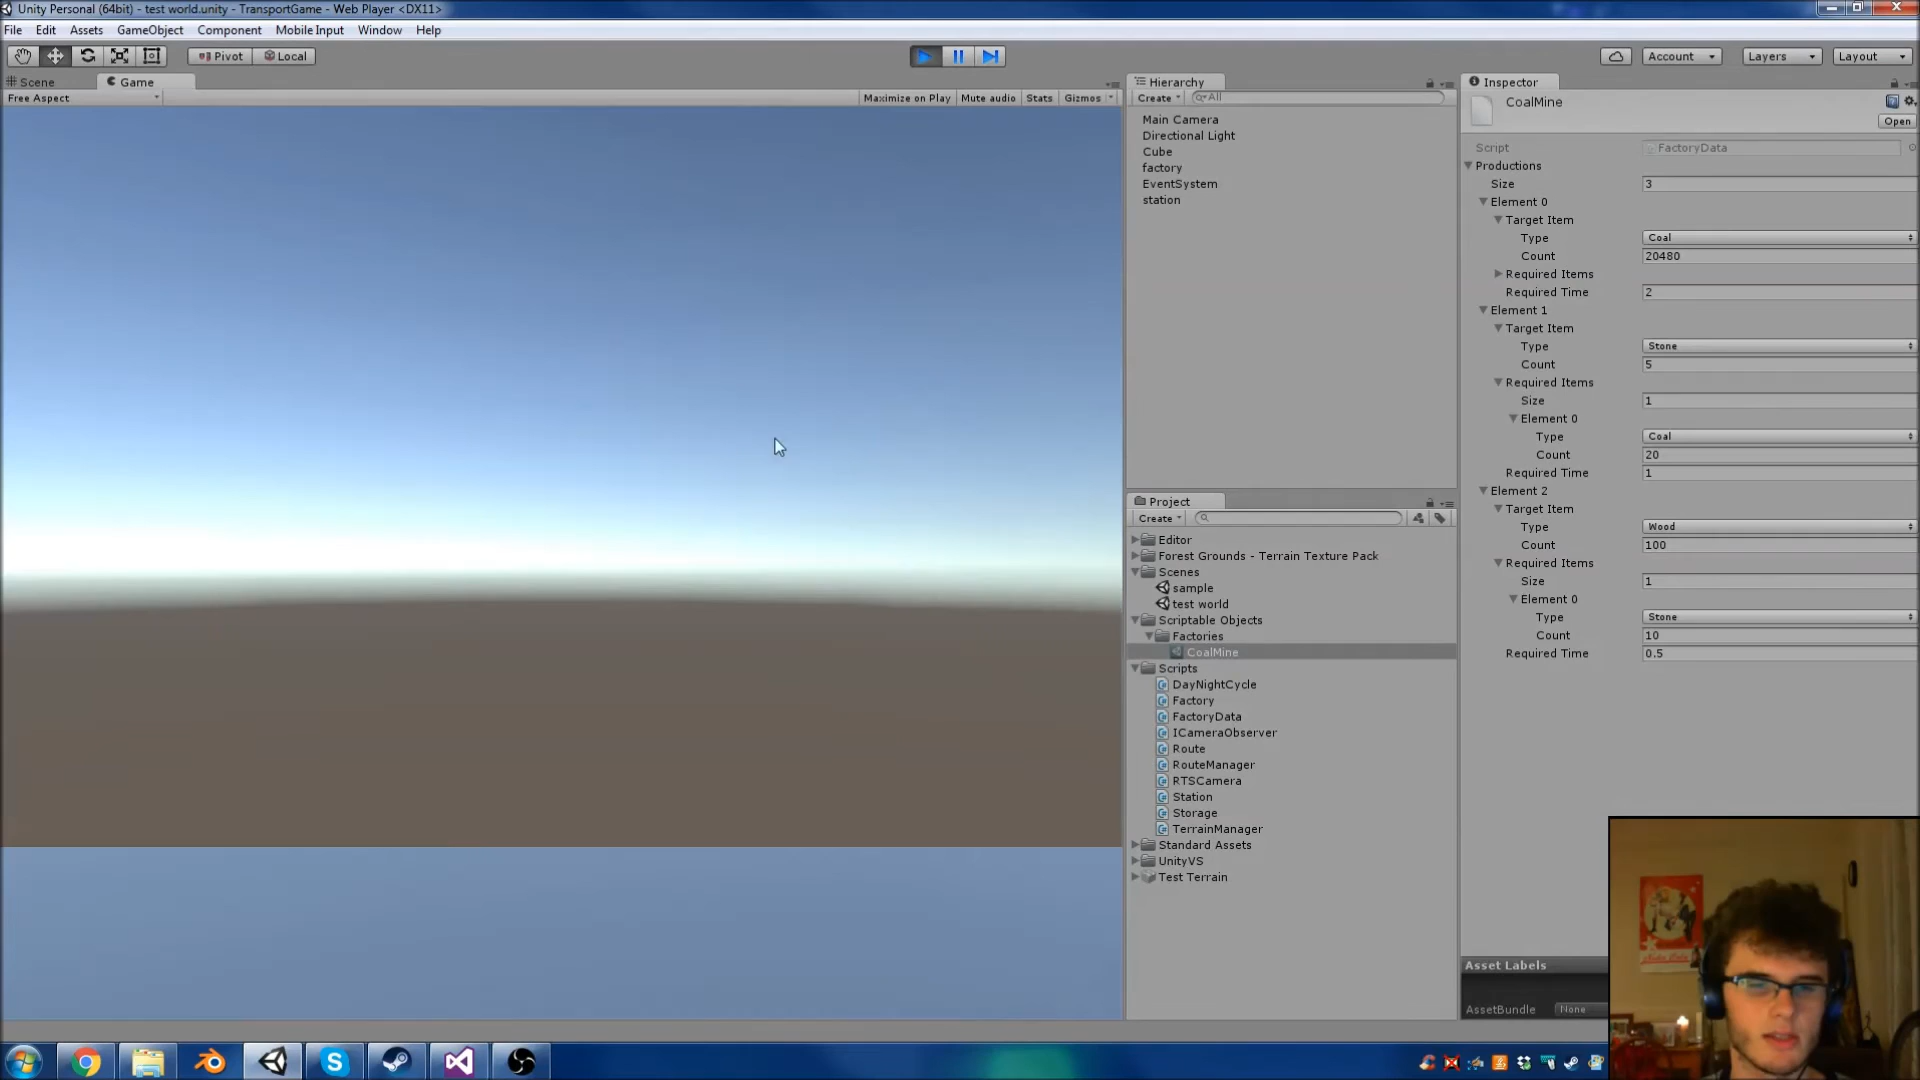 Unity Personal (64bit) - test world.unity - TransportGame - Web Player <DX11>
File Edit Assets GameObject Component Mobile Input Window Help
Pivot Local Account Layers Layout
Scene Game
Free Aspect Maximize on Play Mute audio Stats Gizmos
Hierarchy
Create All
Main Camera
Directional Light
Cube
factory
EventSystem
station
Project
Create
Editor
Forest Grounds - Terrain Texture Pack
Scenes
sample
test world
Scriptable Objects
Factories
CoalMine
Scripts
DayNightCycle
Factory
FactoryData
ICameraObserver
Route
RouteManager
RTSCamera
Station
Storage
TerrainManager
Standard Assets
UnityVS
Test Terrain
Inspector
CoalMine
Open
Script FactoryData
Productions
Size 3
Element 0
Target Item
Type Coal
Count 20480
Required Items
Required Time 2
Element 1
Target Item
Type Stone
Count 5
Required Items
Size 1
Element 0
Type Coal
Count 20
Required Time 1
Element 2
Target Item
Type Wood
Count 100
Required Items
Size 1
Element 0
Type Stone
Count 10
Required Time 0.5
Asset Labels
AssetBundle None